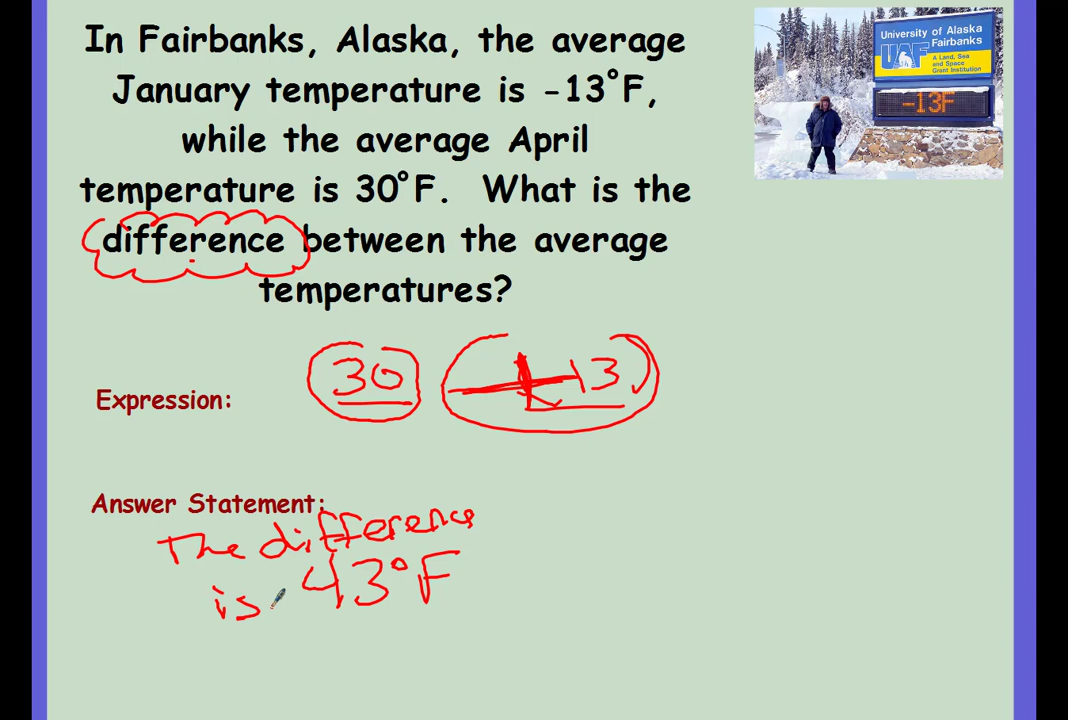 In Fairbanks, Alaska, the average
January temperature is -13°F,
while the average April
temperature is 30°F. What is the
difference between the average
temperatures?
University of Alaska
Fairbanks
UAF
A Land, Sea
and Space
Grant Institution
-13F
Expression:
30 + 13
Answer Statement:
The difference
is 43°F